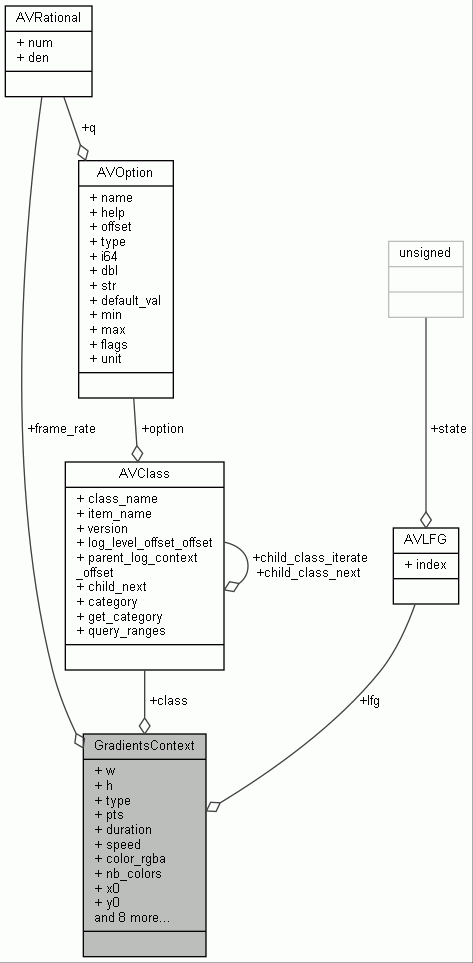 AVRational
+ num
+ den
+q
AVOption
+ name
+ help
+ offset
+ type
+ i64
+ dbl
+ str
+ default_val
+ min
+ max
+ flags
+ unit
unsigned
+frame_rate
+option
+state
AVClass
+ class_name
+ item_name
+ version
+ log_level_offset_offset
+ parent_log_context
_offset
+ child_next
+ category
+ get_category
+ query_ranges
+child_class_iterate
+child_class_next
AVLFG
+ index
+class
+lfg
GradientsContext
+ w
+ h
+ type
+ pts
+ duration
+ speed
+ color_rgba
+ nb_colors
+ x0
+ y0
and 8 more...